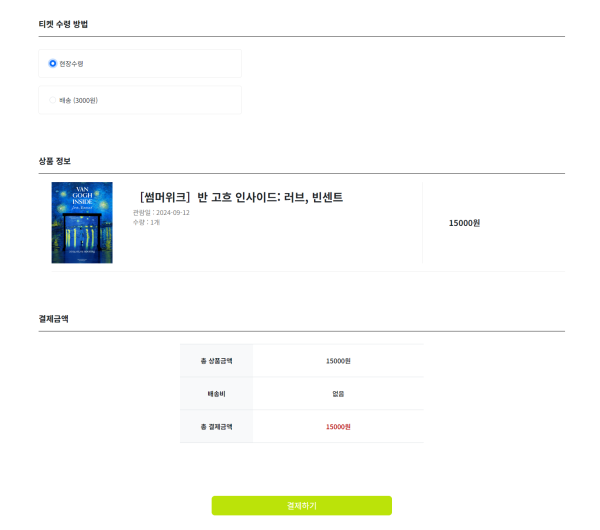 티켓 수령 방법
현장수령
배송 (3000원)
상품 정보
VAN
GOGH
INSIDE
[썸머위크] 반 고흐 인사이드: 러브, 빈센트
관람일 : 2024-09-12
수량 : 1개
15000원
결제금액
총 상품금액
15000원
배송비
없음
총 결제금액
15000원
결제하기